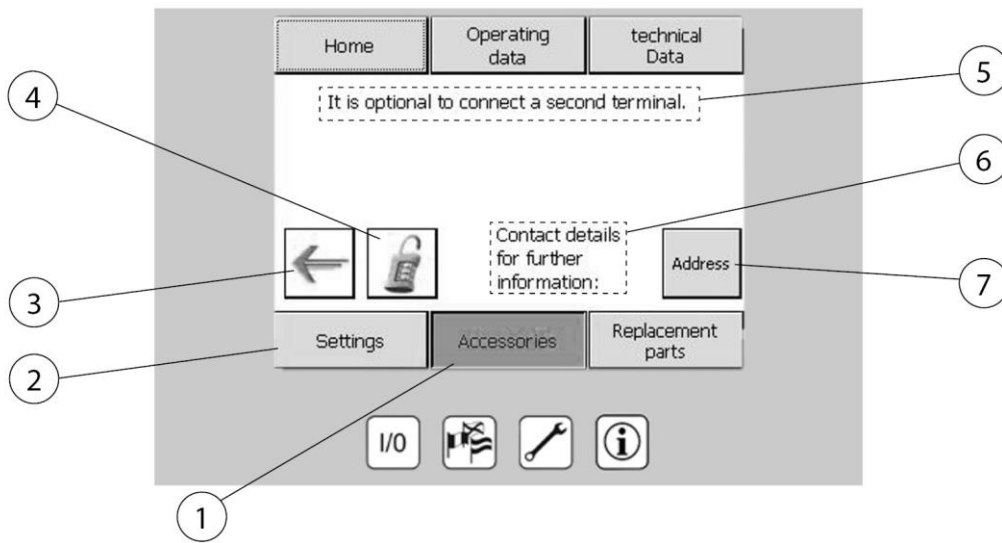 Home
Operating
data
technical
Data
It is optional to connect a second terminal.
5
4
6
Contact details
for further
information:
Address
3
7
Settings
Accessories
Replacement
parts
2
I/0
i
1